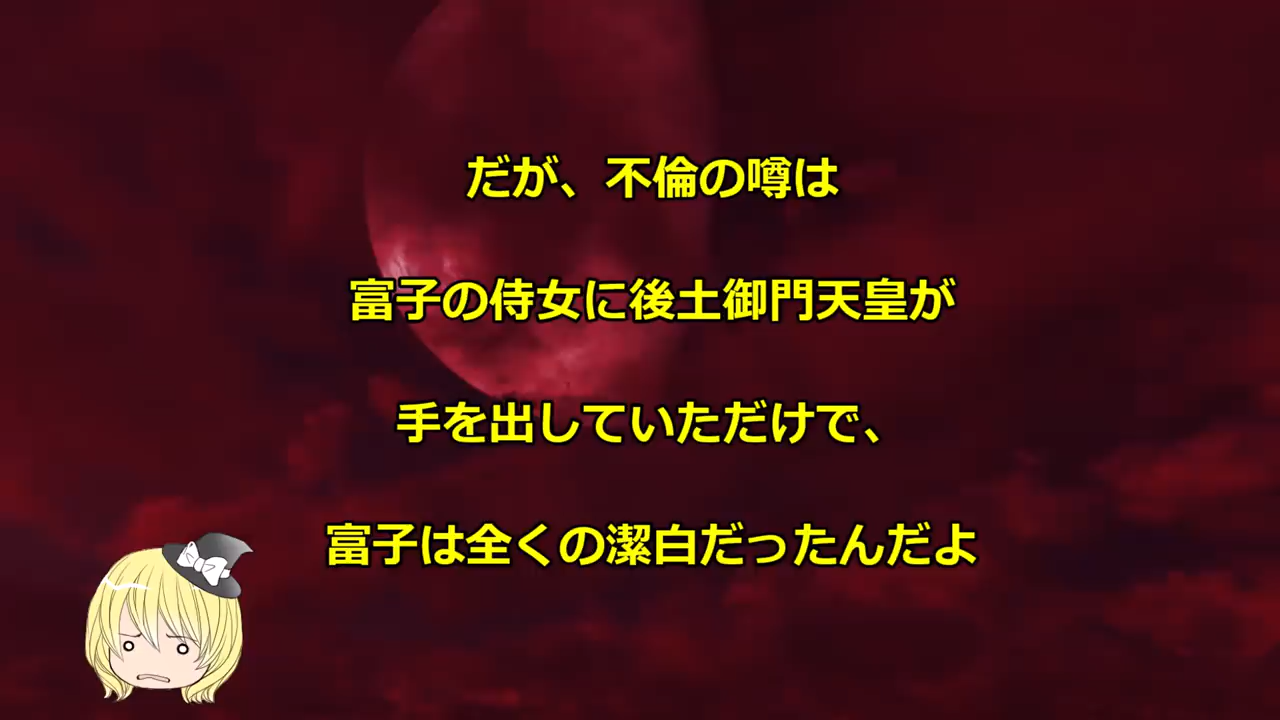 だが、不倫の噂は
富子の侍女に後土御門天皇が
手を出していただけで、
富子は全くの潔白だったんだよ